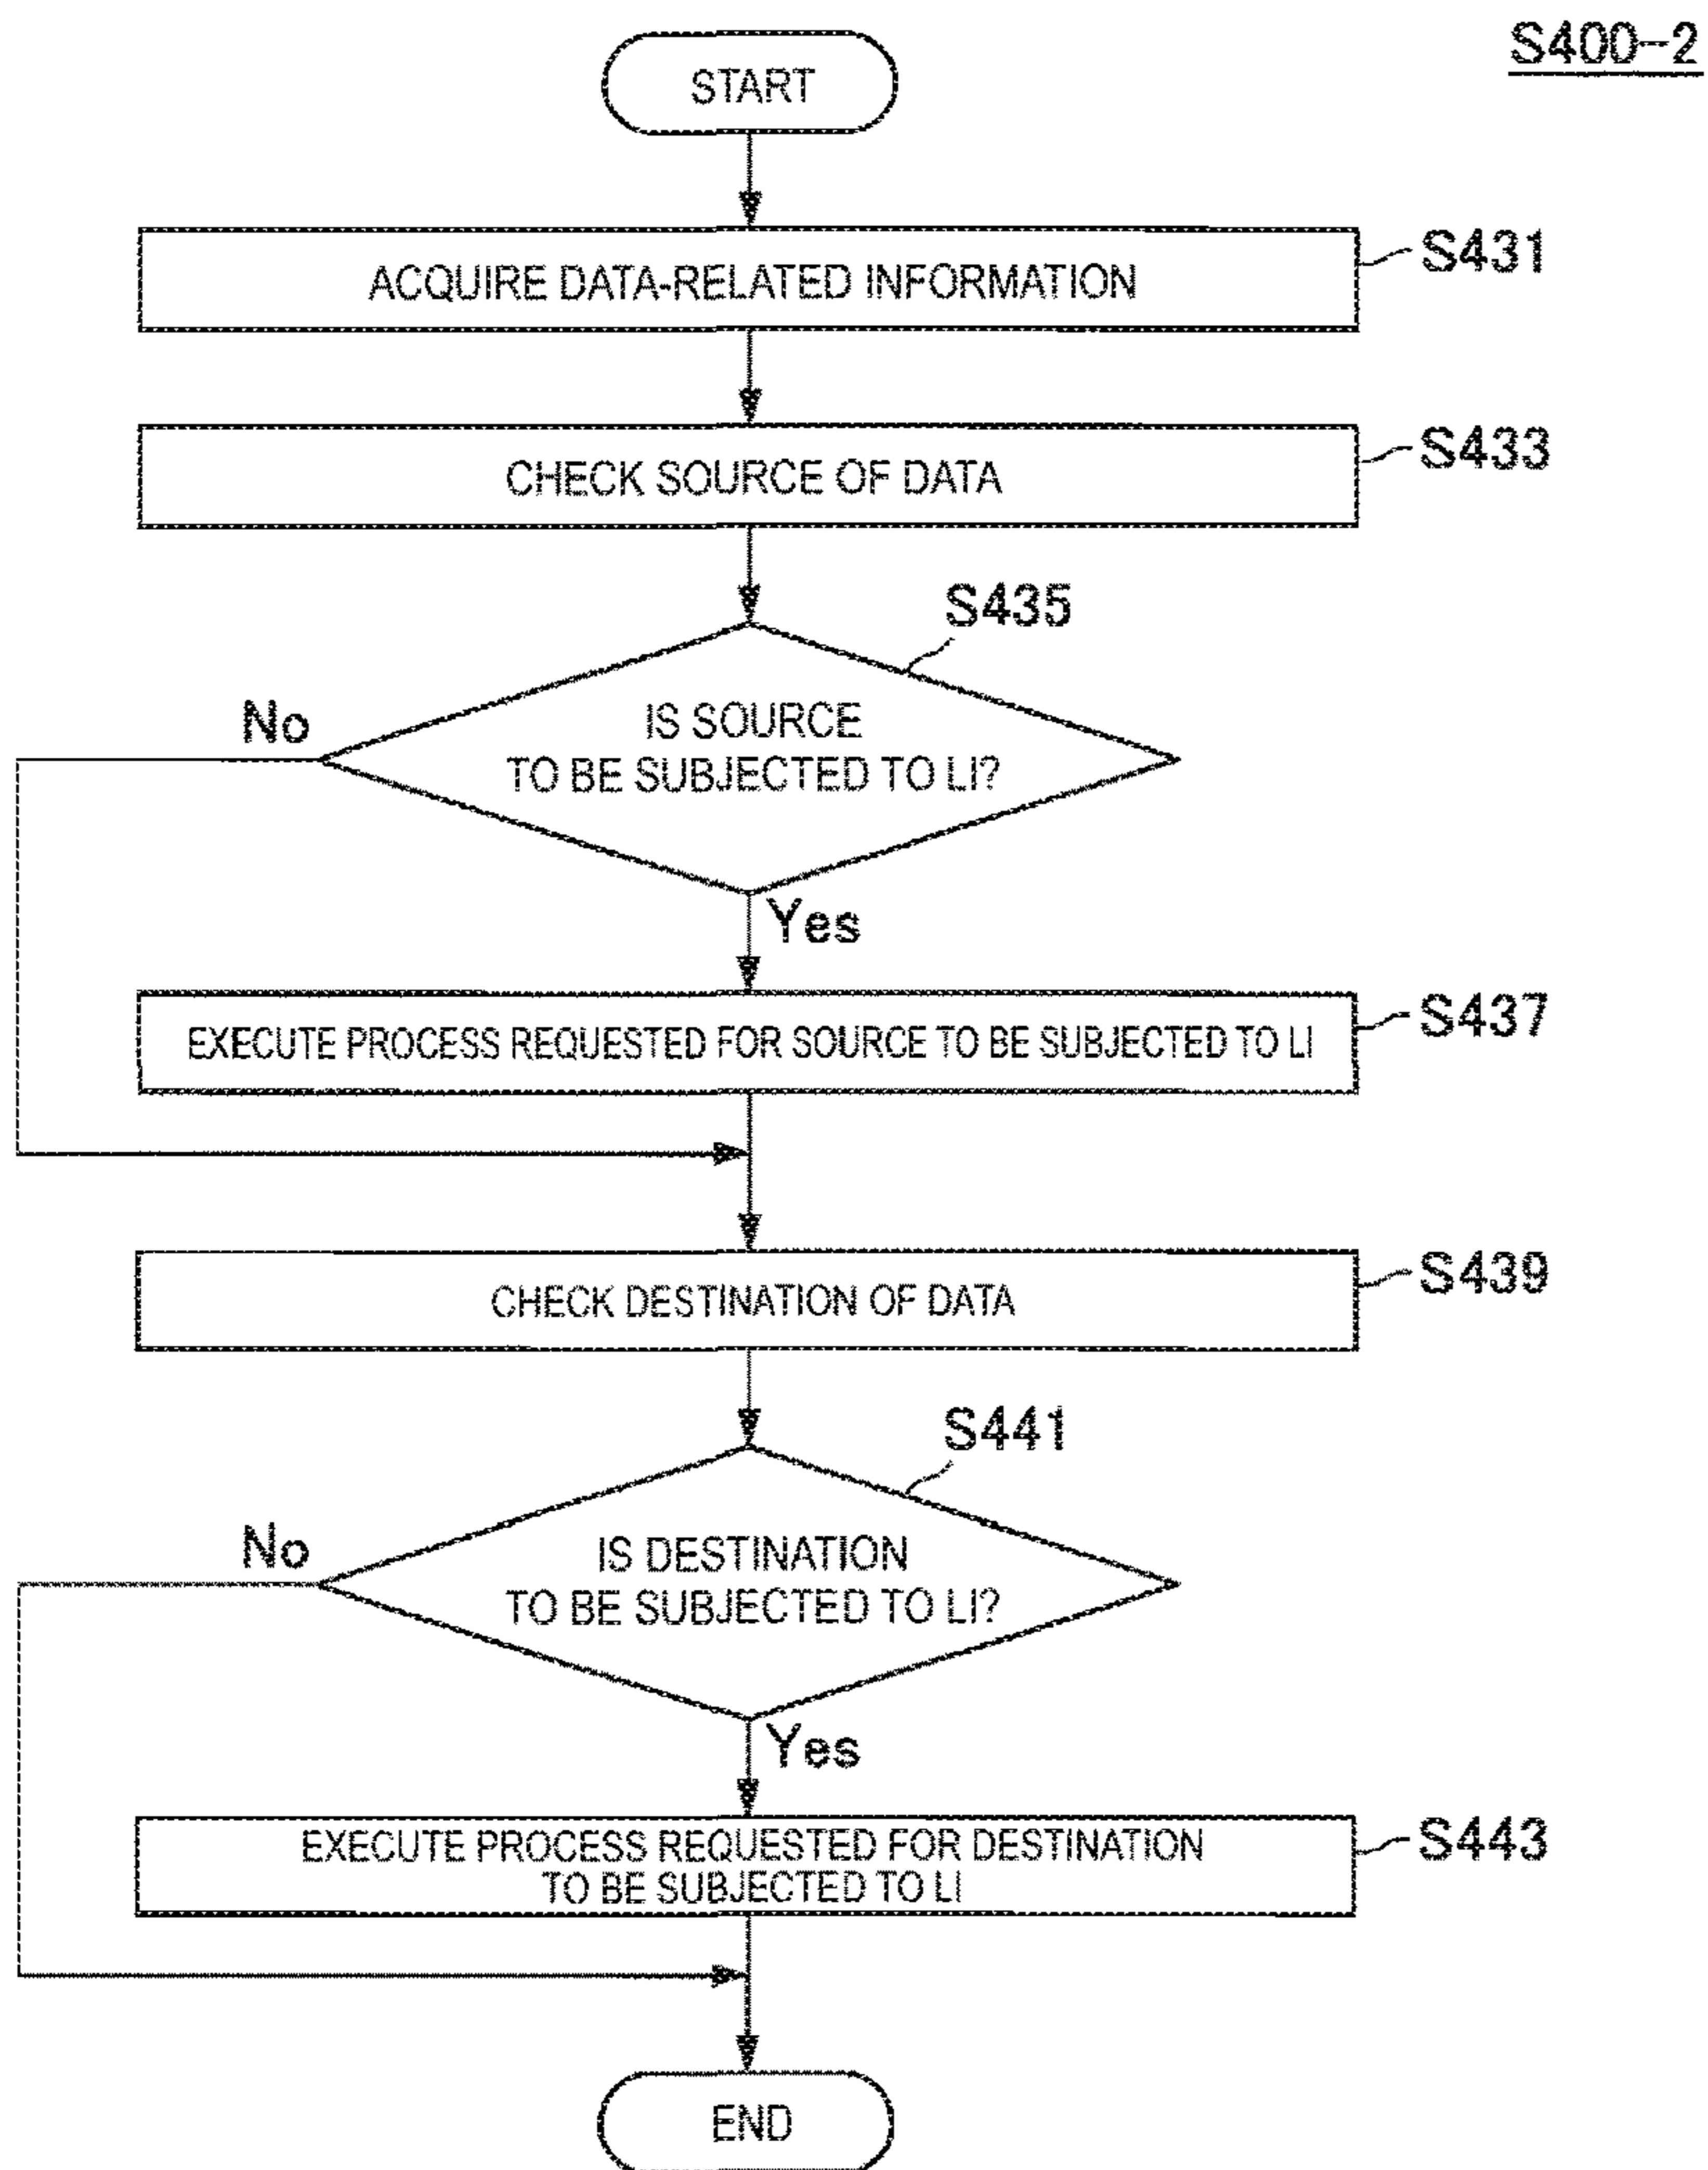 S400-2
START
ACQUIRE DATA-RELATED INFORMATION
S431
CHECK SOURCE OF DATA
S433
S435
IS SOURCE
TO BE SUBJECTED TO LI?
No
Yes
EXECUTE PROCESS REQUESTED FOR SOURCE TO BE SUBJECTED TO LI
S437
CHECK DESTINATION OF DATA
S439
S441
IS DESTINATION
TO BE SUBJECTED TO LI?
No
Yes
EXECUTE PROCESS REQUESTED FOR DESTINATION
TO BE SUBJECTED TO LI
S443
END